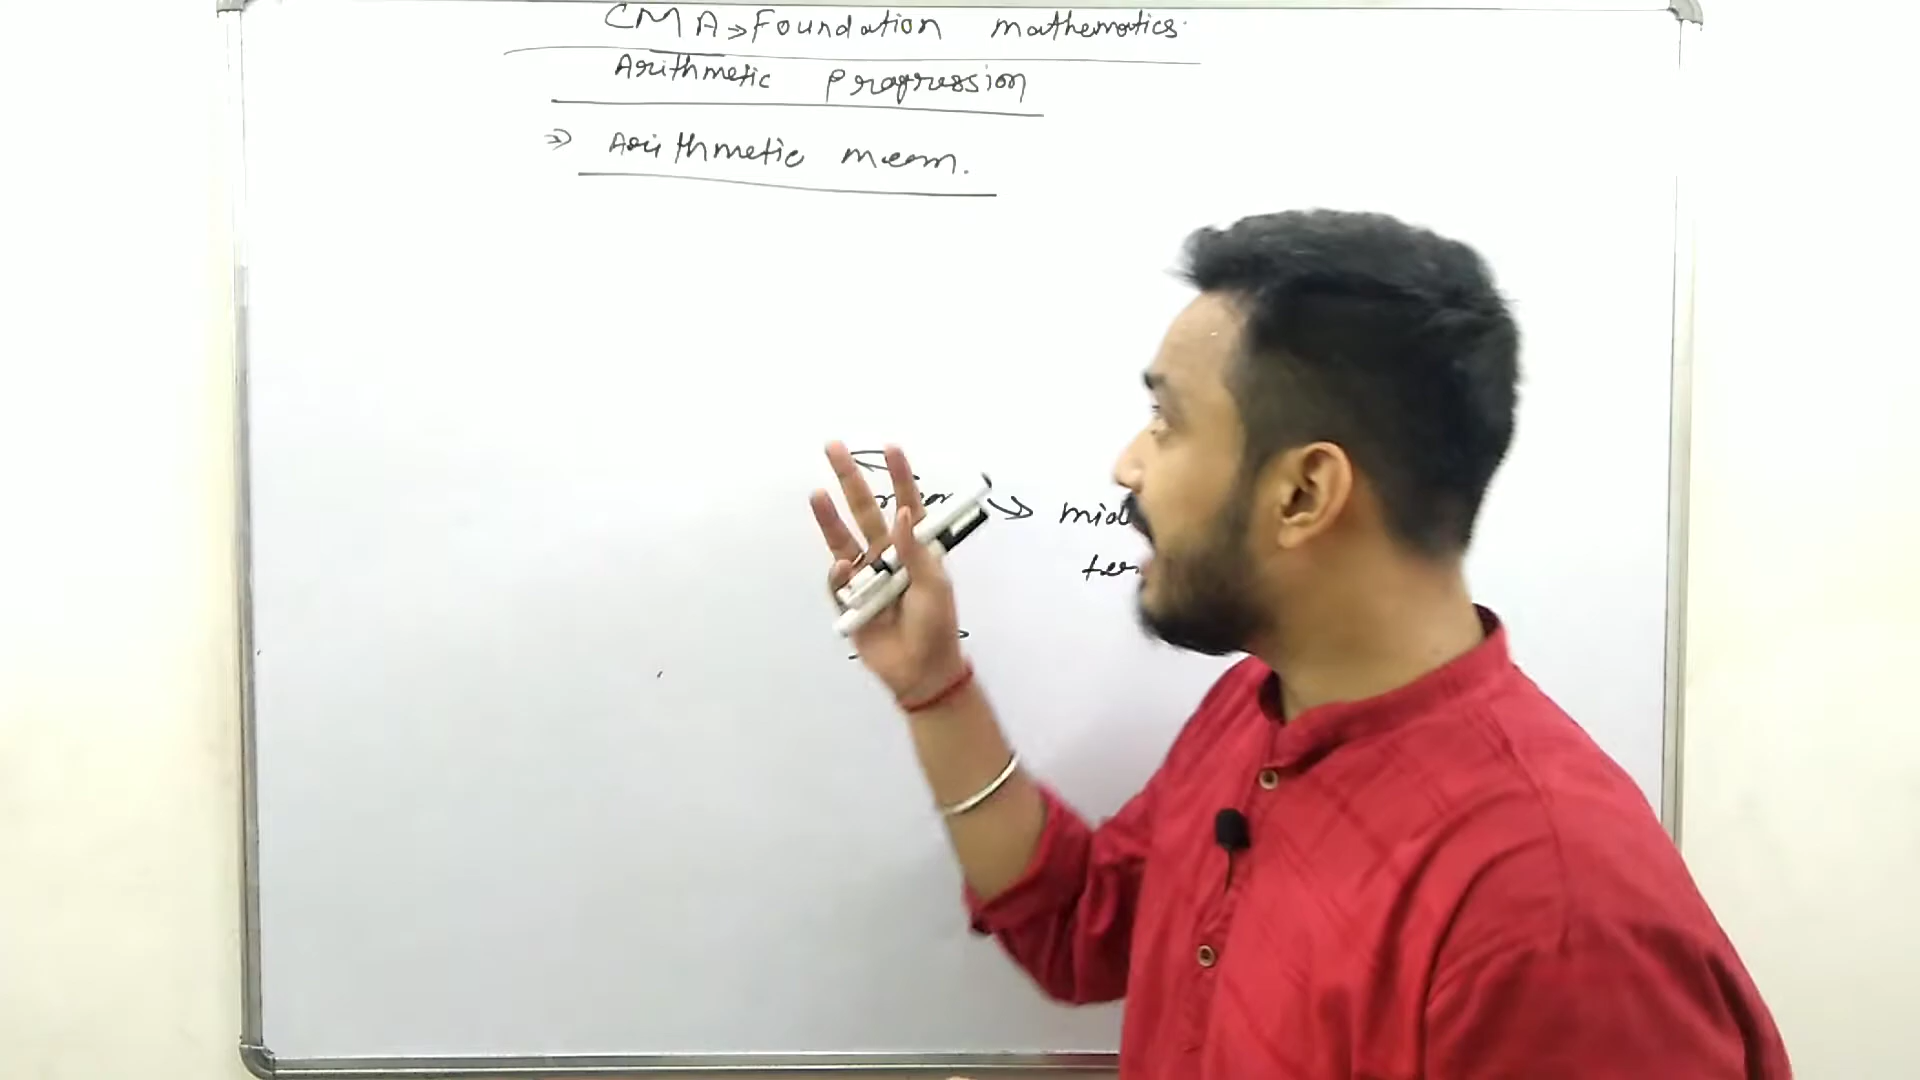 CMA => Foundation mathematics.
Arithmetic progression
=> Arithmetic mean.